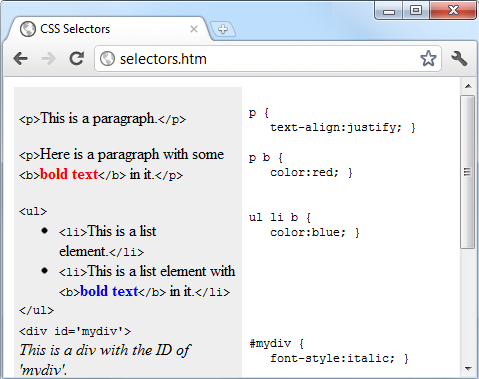 CSS Selectors
selectors.htm
<p>This is a paragraph.</p>
<p>Here is a paragraph with some
<b>bold text</b> in it.</p>
<ul>
• <li>This is a list
element.</li>
• <li>This is a list element with
<b>bold text</b> in it.</li>
</ul>
<div id='mydiv'>
This is a div with the ID of
'mydiv'.
p {
text-align:justify; }
p b {
color:red; }
ul li b {
color:blue; }
#mydiv {
font-style:italic; }